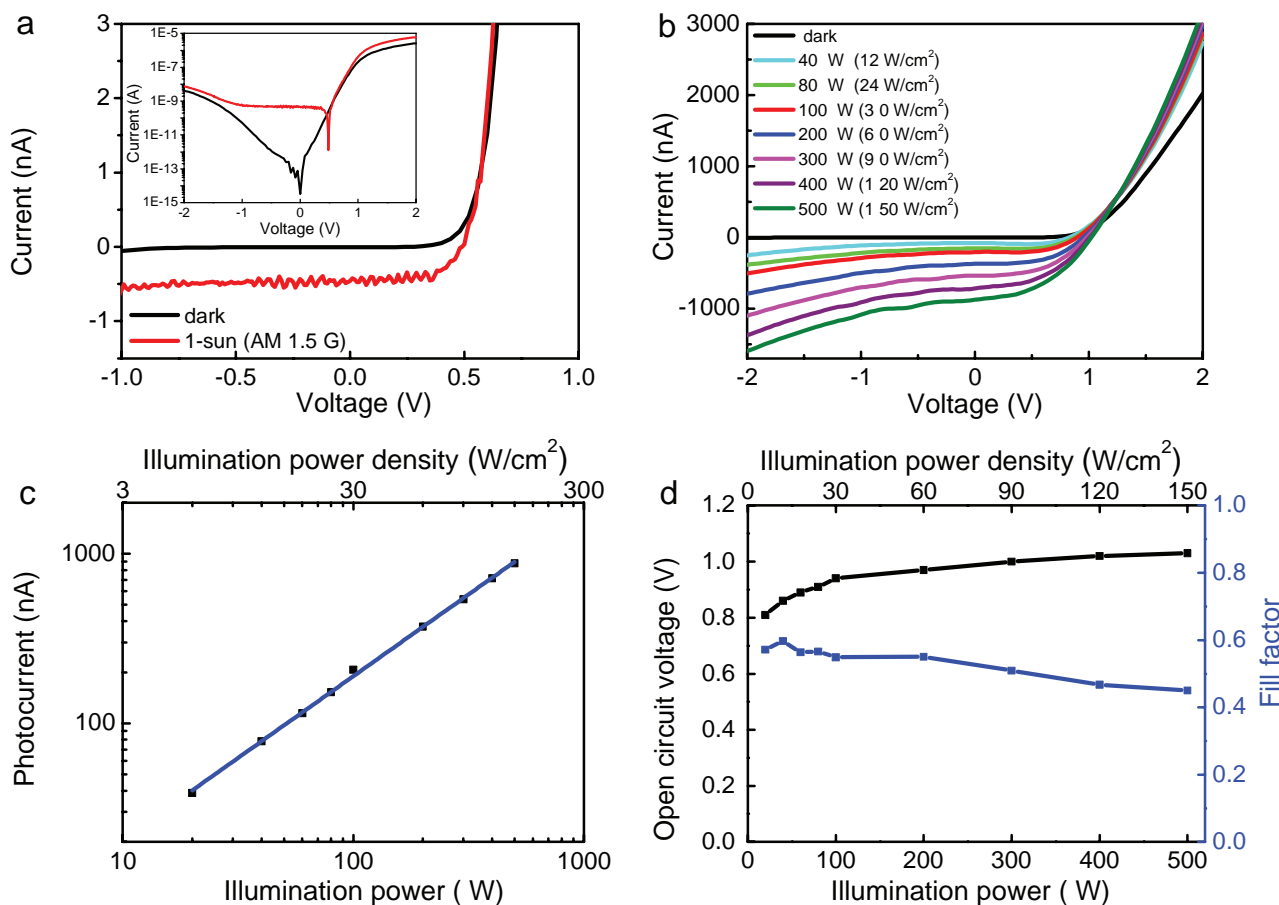 a
3
2
1
0
-1
-1.0 -0.5 0.0 0.5 1.0
Current (nA)
Voltage (V)
dark
1-sun (AM 1.5 G)
1E-5
1E-7
1E-9
1E-11
1E-13
1E-15
-2 -1 0 1 2
Current (A)
Voltage (V)
b
3000
2000
1000
0
-1000
-2 -1 0 1 2
Current (nA)
Voltage (V)
dark
40 W (12 W/cm²)
80 W (24 W/cm²)
100 W (3 0 W/cm²)
200 W (6 0 W/cm²)
300 W (9 0 W/cm²)
400 W (1 20 W/cm²)
500 W (1 50 W/cm²)
Illumination power density (W/cm²)
c
3 30 300
1000
100
10 100 1000
Photocurrent (nA)
Illumination power ( W)
Illumination power density (W/cm²)
d
0 30 60 90 120 150
1.2
1.0
0.8
0.6
0.4
0.2
0.0
Open circuit voltage (V)
1.0
0.8
0.6
0.4
0.2
0.0
Fill factor
0 100 200 300 400 500
Illumination power ( W)